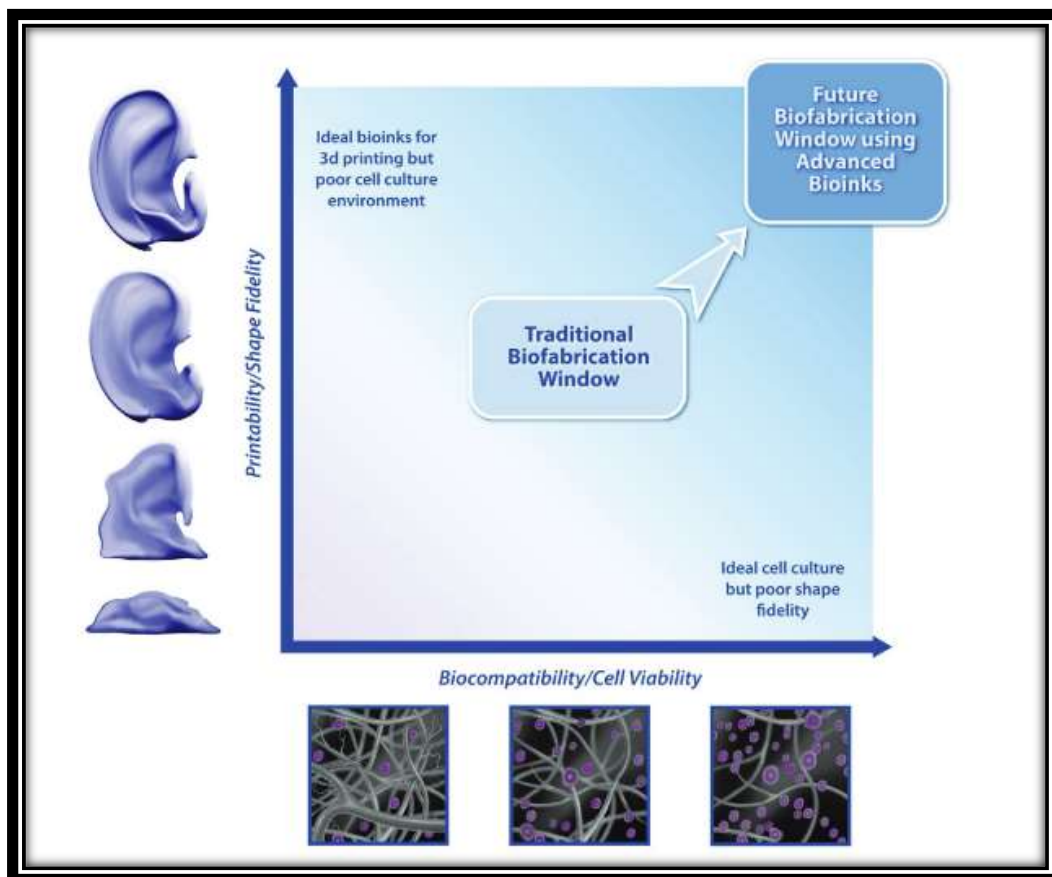 Future
Biofabrication
Window using
Advanced
Bioinks
Ideal bioinks for
3d printing but
poor cell culture
environment
Printability/Shape Fidelity
Traditional
Biofabrication
Window
Ideal cell culture
but poor shape
fidelity
Biocompatibility/Cell Viability